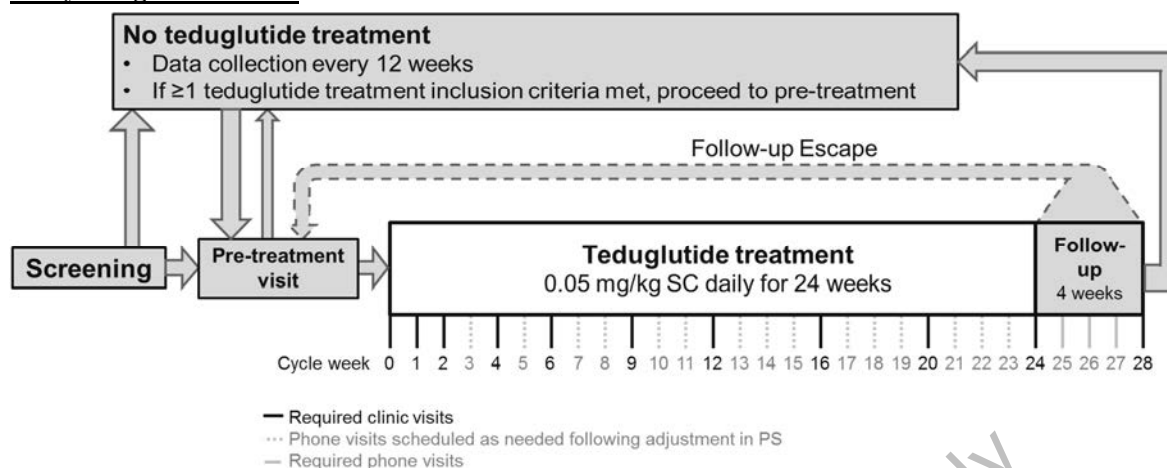 No teduglutide treatment
• Data collection every 12 weeks
• If ≥1 teduglutide treatment inclusion criteria met, proceed to pre-treatment
Follow-up Escape
Screening
Pre-treatment
visit
Teduglutide treatment
0.05 mg/kg SC daily for 24 weeks
Follow-
up
4 weeks
Cycle week 0 1 2 3 4 5 6 7 8 9 10 11 12 13 14 15 16 17 18 19 20 21 22 23 24 25 26 27 28
Required clinic visits
Phone visits scheduled as needed following adjustment in PS
Required phone visits